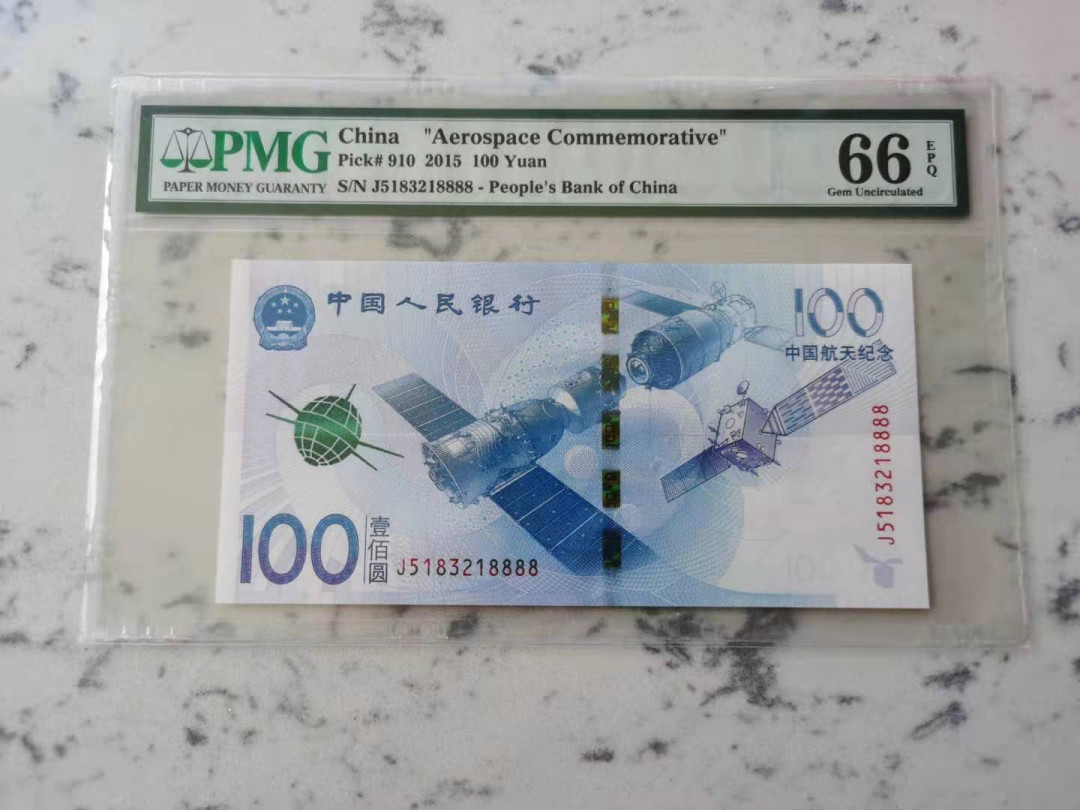 PMG
PAPER MONEY GUARANTY
China "Aerospace Commemorative"
Pick# 910 2015 100 Yuan
S/N J5183218888 - People's Bank of China
66
EPQ
Gem Uncirculated
中国人民银行
100
中国航天纪念
J5183218888
100
壹佰圆
J5183218888